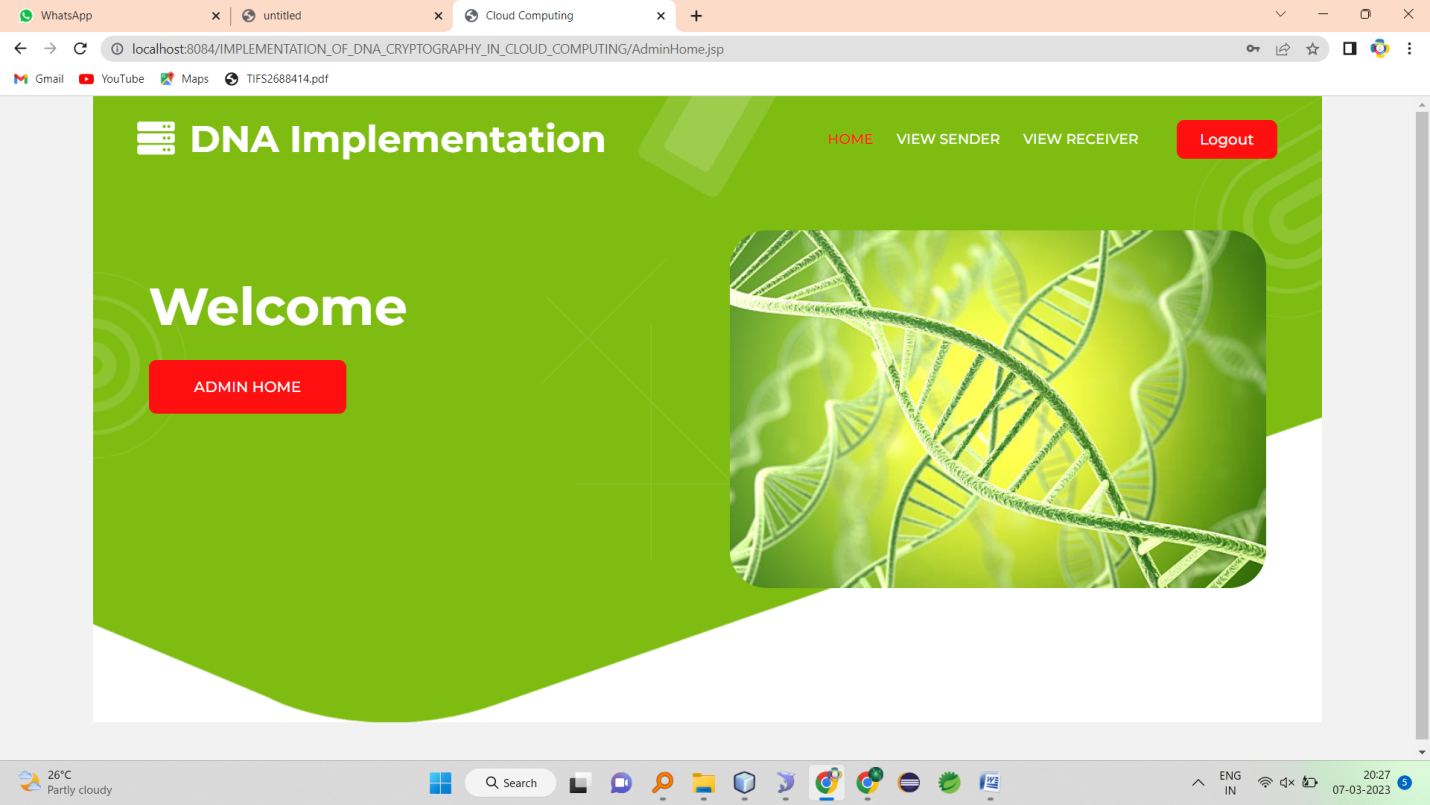 WhatsApp
untitled
Cloud Computing
localhost:8084/IMPLEMENTATION_OF_DNA_CRYPTOGRAPHY_IN_CLOUD_COMPUTING/AdminHome.jsp
Gmail YouTube Maps TIFS2688414.pdf
DNA Implementation
HOME VIEW SENDER VIEW RECEIVER Logout
Welcome
ADMIN HOME
26°C
Partly cloudy
Search
ENG
IN
20:27
07-03-2023
5